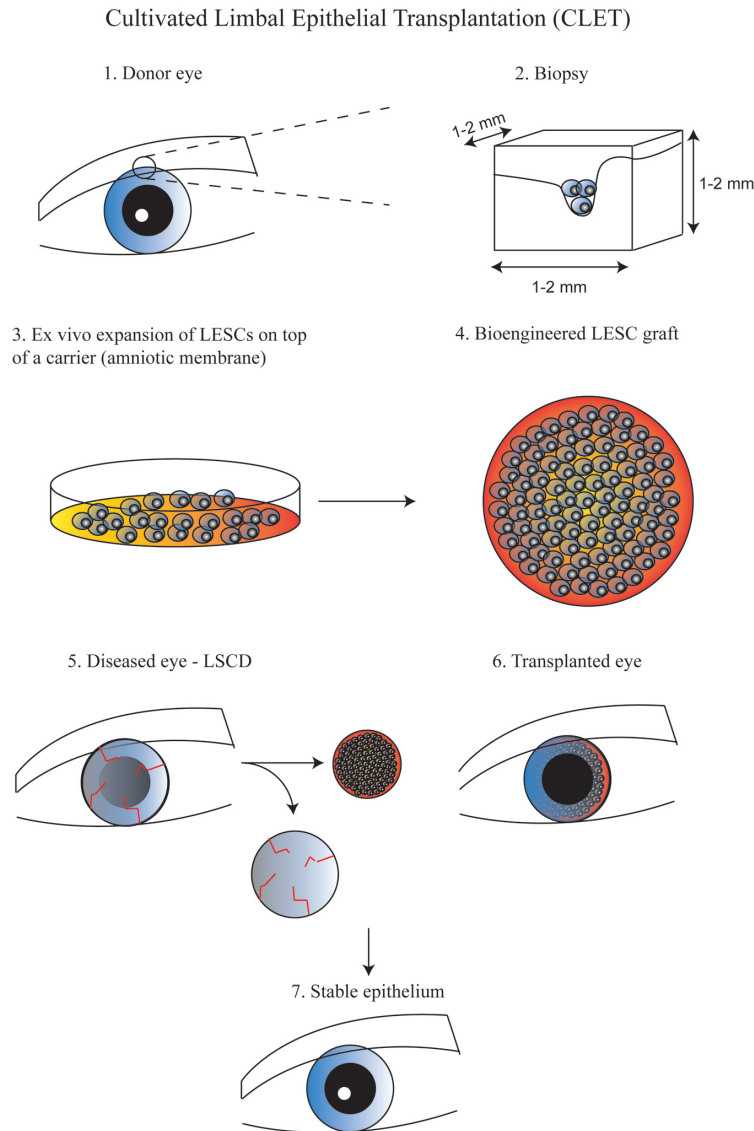 Cultivated Limbal Epithelial Transplantation (CLET)
1. Donor eye
2. Biopsy
1-2 mm
1-2 mm
1-2 mm
3. Ex vivo expansion of LESCs on top
of a carrier (amniotic membrane)
4. Bioengineered LESC graft
5. Diseased eye - LSCD
6. Transplanted eye
7. Stable epithelium